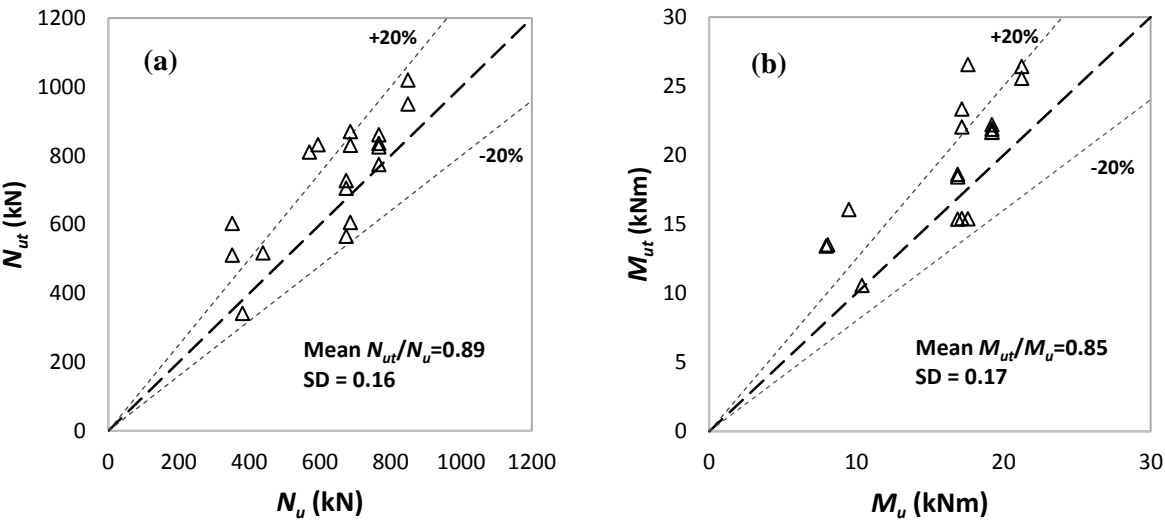 (a)
1200
1000
800
600
400
200
0
+20%
-20%
Mean Nut/Nu=0.89
SD = 0.16
0 200 400 600 800 1000 1200
Nut (kN)
Nu (kN)
(b)
30
25
20
15
10
5
0
+20%
-20%
Mean Mut/Mu=0.85
SD = 0.17
0 10 20 30
Mut (kNm)
Mu (kNm)